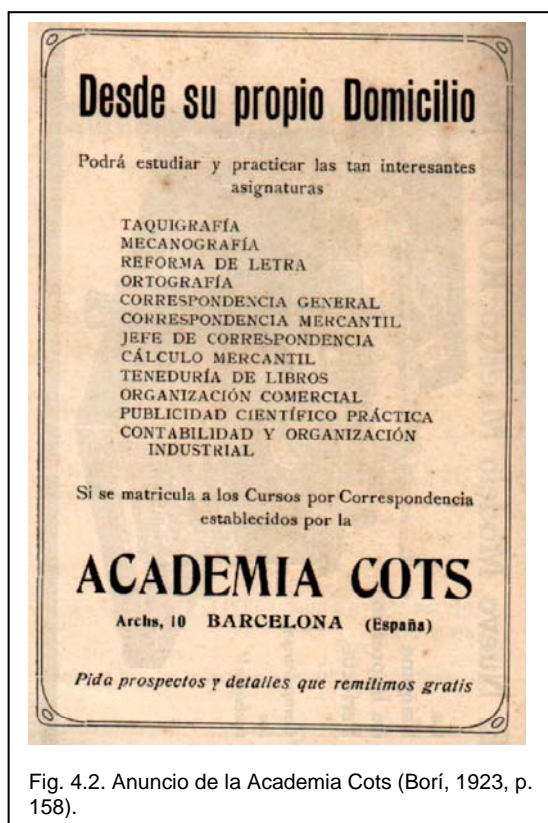 Desde su propio Domicilio
Podrá estudiar y practicar las tan interesantes
asignaturas
TAQUIGRAFÍA
MECANOGRAFÍA
REFORMA DE LETRA
ORTOGRAFÍA
CORRESPONDENCIA GENERAL
CORRESPONDENCIA MERCANTIL
JEFE DE CORRESPONDENCIA
CÁLCULO MERCANTIL
TENEDURÍA DE LIBROS
ORGANIZACIÓN COMERCIAL
PUBLICIDAD CIENTÍFICO PRÁCTICA
CONTABILIDAD Y ORGANIZACIÓN
INDUSTRIAL
Si se matricula a los Cursos por Correspondencia
establecidos por la
ACADEMIA COTS
Archs, 10 BARCELONA (España)
Pida prospectos y detalles que remitimos gratis
Fig. 4.2. Anuncio de la Academia Cots (Borí, 1923, p.
158).